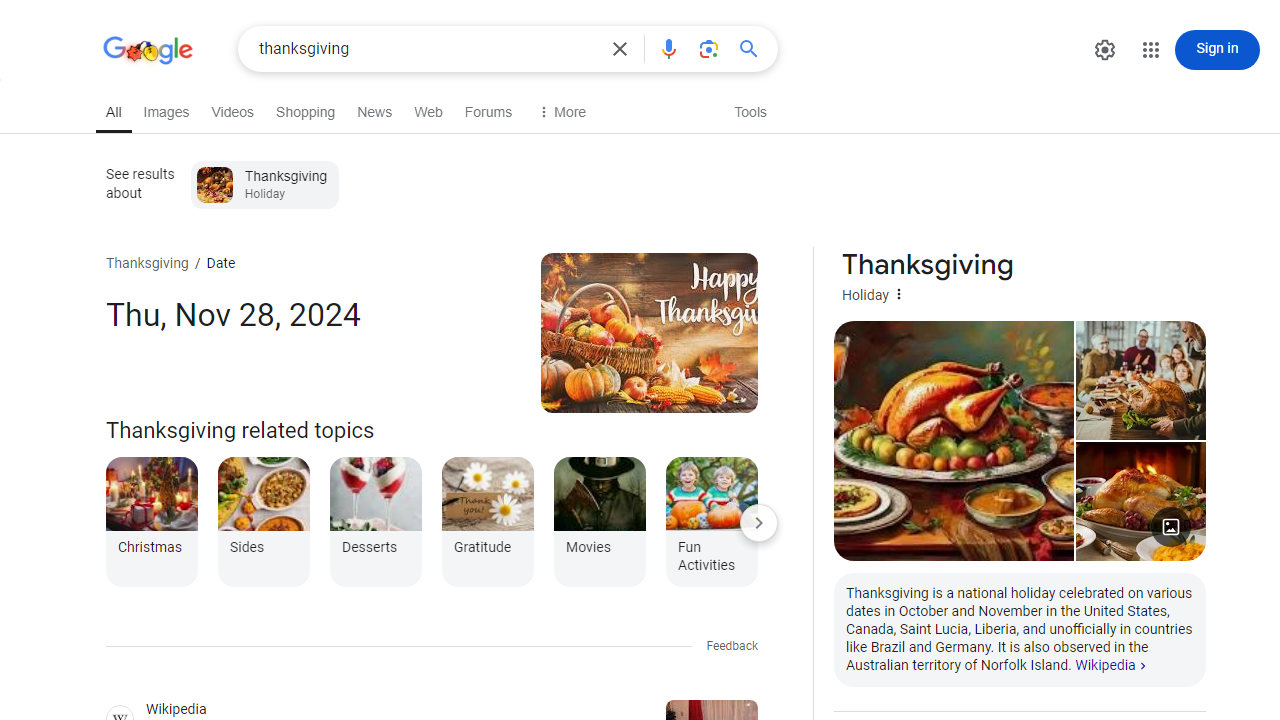 Google
thanksgiving
Sign in
All
Images
Videos
Shopping
News
Web
Forums
More
Tools
See results
about
Thanksgiving
Holiday
Thanksgiving / Date
Thu, Nov 28, 2024
Happy
Thanksgi
Thanksgiving related topics
Christmas
Sides
Desserts
Thank
you!
Gratitude
Movies
Fun
Activities
Feedback
W
Wikipedia
Thanksgiving
Holiday
Thanksgiving is a national holiday celebrated on various
dates in October and November in the United States,
Canada, Saint Lucia, Liberia, and unofficially in countries
like Brazil and Germany. It is also observed in the
Australian territory of Norfolk Island. Wikipedia